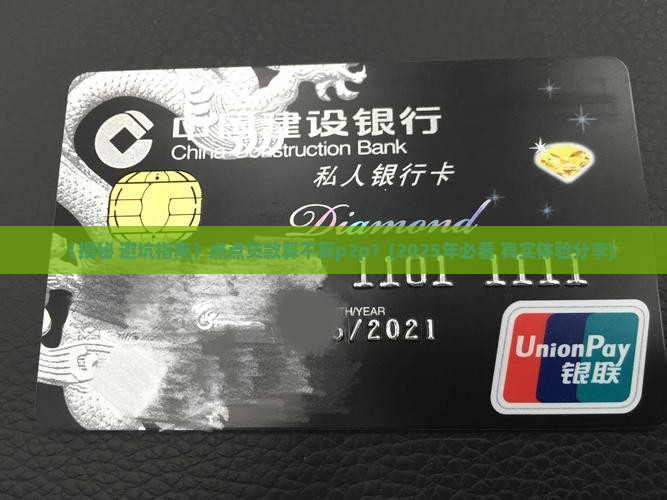 中国建设银行
China Construction Bank
私人银行卡
Diamond
(揭秘 避坑指南) 点点贷款算不算p2p？(2025年必看 真实体验分享)
1101 1111
TH/YEAR
/2021
UnionPay
银联